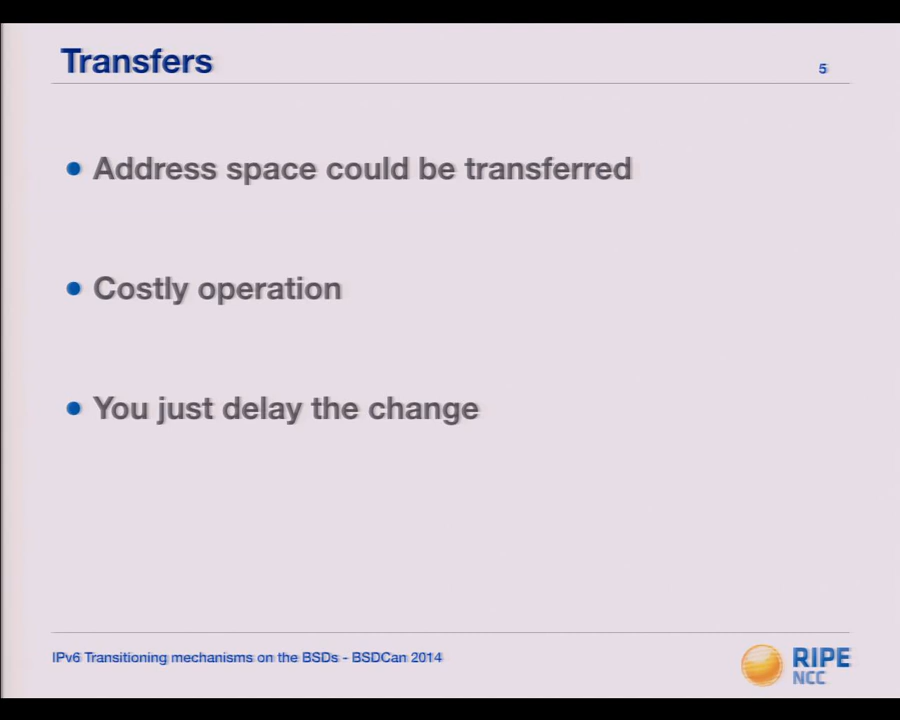 Transfers
5
Address space could be transferred
Costly operation
You just delay the change
IPv6 Transitioning mechanisms on the BSDs - BSDCan 2014
RIPE
NCC